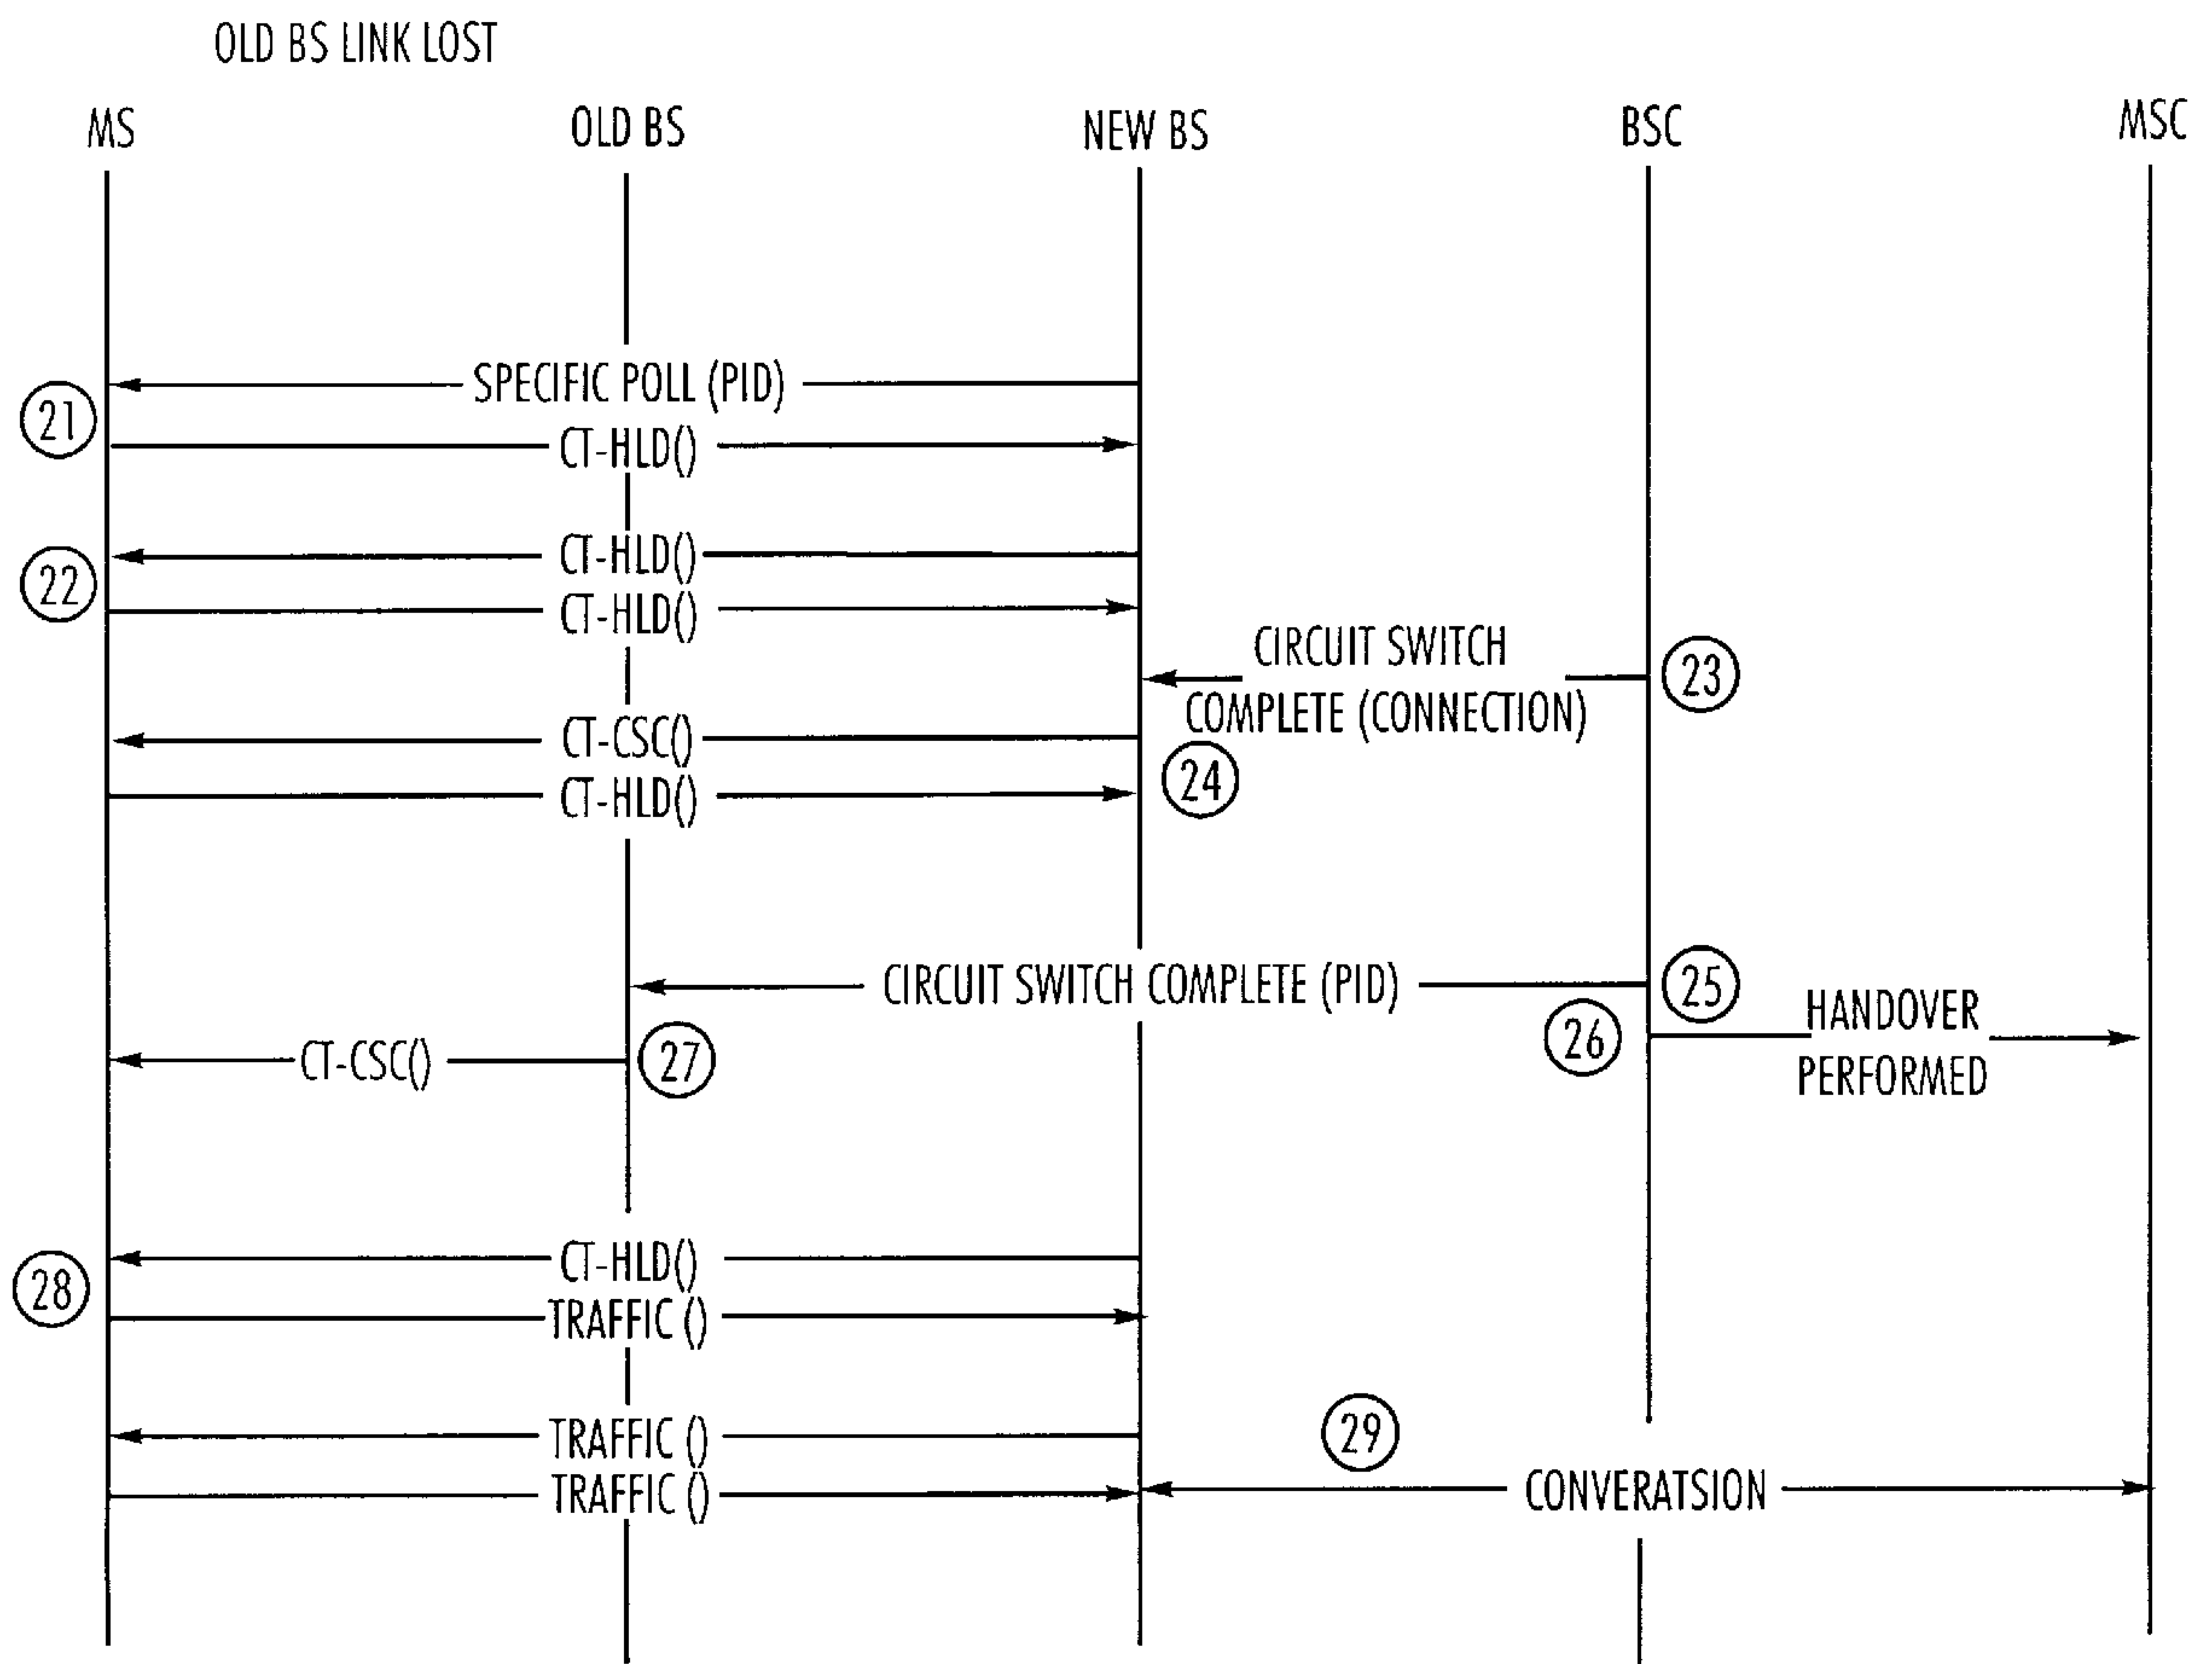 OLD BS LINK LOST
MS
OLD BS
NEW BS
BSC
MSC
SPECIFIC POLL (PID)
21
CT-HLD()
CT-HLD()
22
CT-HLD()
CIRCUIT SWITCH
COMPLETE (CONNECTION)
23
CT-CSC()
24
CT-HLD()
CIRCUIT SWITCH COMPLETE (PID)
25
26
HANDOVER
PERFORMED
CT-CSC()
27
CT-HLD()
28
TRAFFIC ()
TRAFFIC ()
29
TRAFFIC ()
CONVERATSION